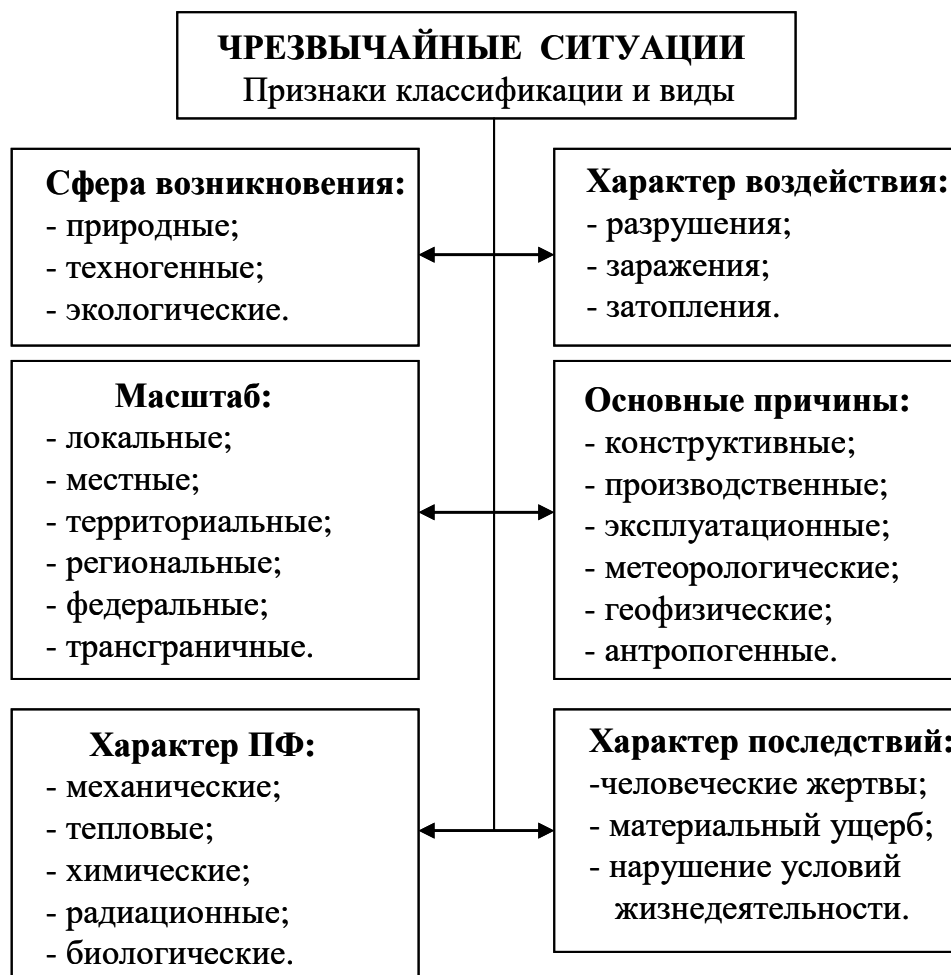 ЧРЕЗВЫЧАЙНЫЕ СИТУАЦИИ
Признаки классификации и виды
Сфера возникновения:
- природные;
- техногенные;
- экологические.
Характер воздействия:
- разрушения;
- заражения;
- затопления.
Масштаб:
- локальные;
- местные;
- территориальные;
- региональные;
- федеральные;
- трансграничные.
Основные причины:
- конструктивные;
- производственные;
- эксплуатационные;
- метеорологические;
- геофизические;
- антропогенные.
Характер ПФ:
- механические;
- тепловые;
- химические;
- радиационные;
- биологические.
Характер последствий:
-человеческие жертвы;
- материальный ущерб;
- нарушение условий
жизнедеятельности.